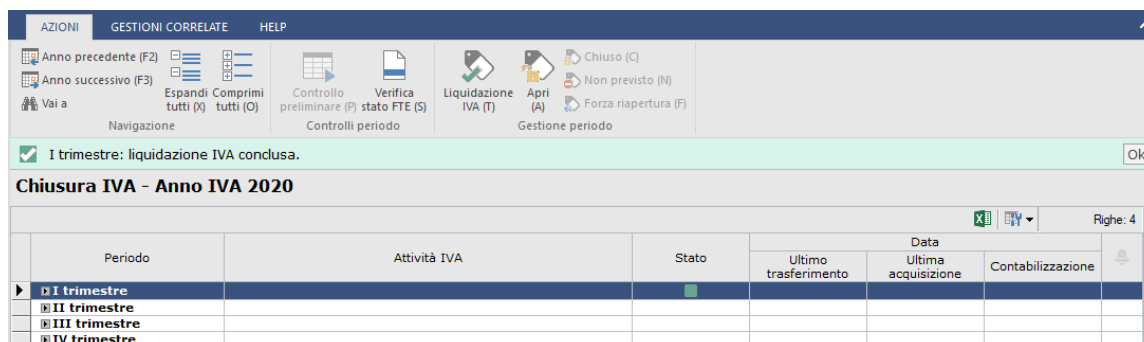 AZIONI GESTIONI CORRELATE HELP
Anno precedente (F2)
Anno successivo (F3)
Vai a
Espandi tutti (X)
Comprimi tutti (O)
Navigazione
Controllo preliminare (P)
Verifica stato FTE (S)
Controlli periodo
Liquidazione IVA (T)
Apri (A)
Chiuso (C)
Non previsto (N)
Forza riapertura (F)
Gestione periodo
I trimestre: liquidazione IVA conclusa.
Ok
Chiusura IVA - Anno IVA 2020
Righe: 4
Periodo Attività IVA Stato Data
Ultimo trasferimento
Ultima acquisizione
Contabilizzazione
I trimestre
II trimestre
III trimestre
IV trimestre